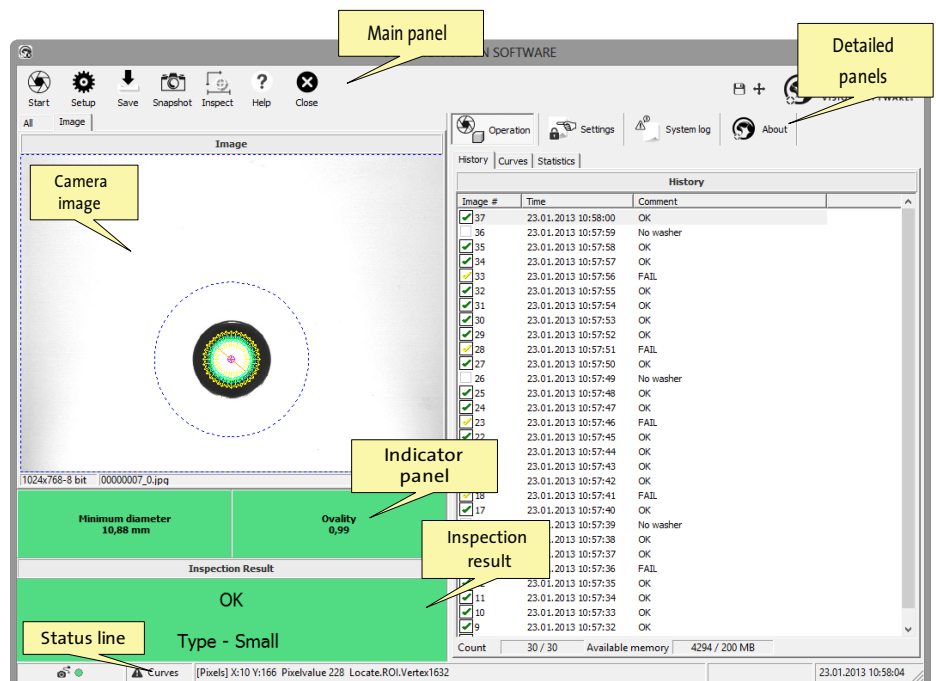 Main panel
Detailed
panels
N SOFTWARE
Start Setup Save Snapshot Inspect Help Close
All Image
Operation Settings System log About
Image
History Curves Statistics
History
Camera
image
Image # Time Comment
37 23.01.2013 10:58:00 OK
36 23.01.2013 10:57:59 No washer
35 23.01.2013 10:57:58 OK
34 23.01.2013 10:57:57 OK
33 23.01.2013 10:57:56 FAIL
32 23.01.2013 10:57:55 OK
31 23.01.2013 10:57:54 OK
30 23.01.2013 10:57:53 OK
29 23.01.2013 10:57:52 OK
28 23.01.2013 10:57:51 FAIL
27 23.01.2013 10:57:50 OK
26 23.01.2013 10:57:49 No washer
25 23.01.2013 10:57:48 OK
24 23.01.2013 10:57:47 OK
23 23.01.2013 10:57:46 FAIL
22 23.01.2013 10:57:45 OK
.01.2013 10:57:44 OK
.01.2013 10:57:43 OK
.01.2013 10:57:42 OK
18 23.01.2013 10:57:41 FAIL
17 23.01.2013 10:57:40 OK
.01.2013 10:57:39 No washer
.01.2013 10:57:38 OK
.01.2013 10:57:37 OK
.01.2013 10:57:36 FAIL
23.01.2013 10:57:35 OK
11 23.01.2013 10:57:34 OK
10 23.01.2013 10:57:33 OK
9 23.01.2013 10:57:32 OK
Indicator
panel
1024x768-8 bit 00000007_0.jpg
Minimum diameter
10,88 mm
Ovality
0,99
Inspection
result
Inspection Result
OK
Type - Small
Status line
Count 30 / 30 Available memory 4294 / 200 MB
Curves [Pixels] X:10 Y:166 Pixelvalue 228 Locate.ROI.Vertex1632 23.01.2013 10:58:04